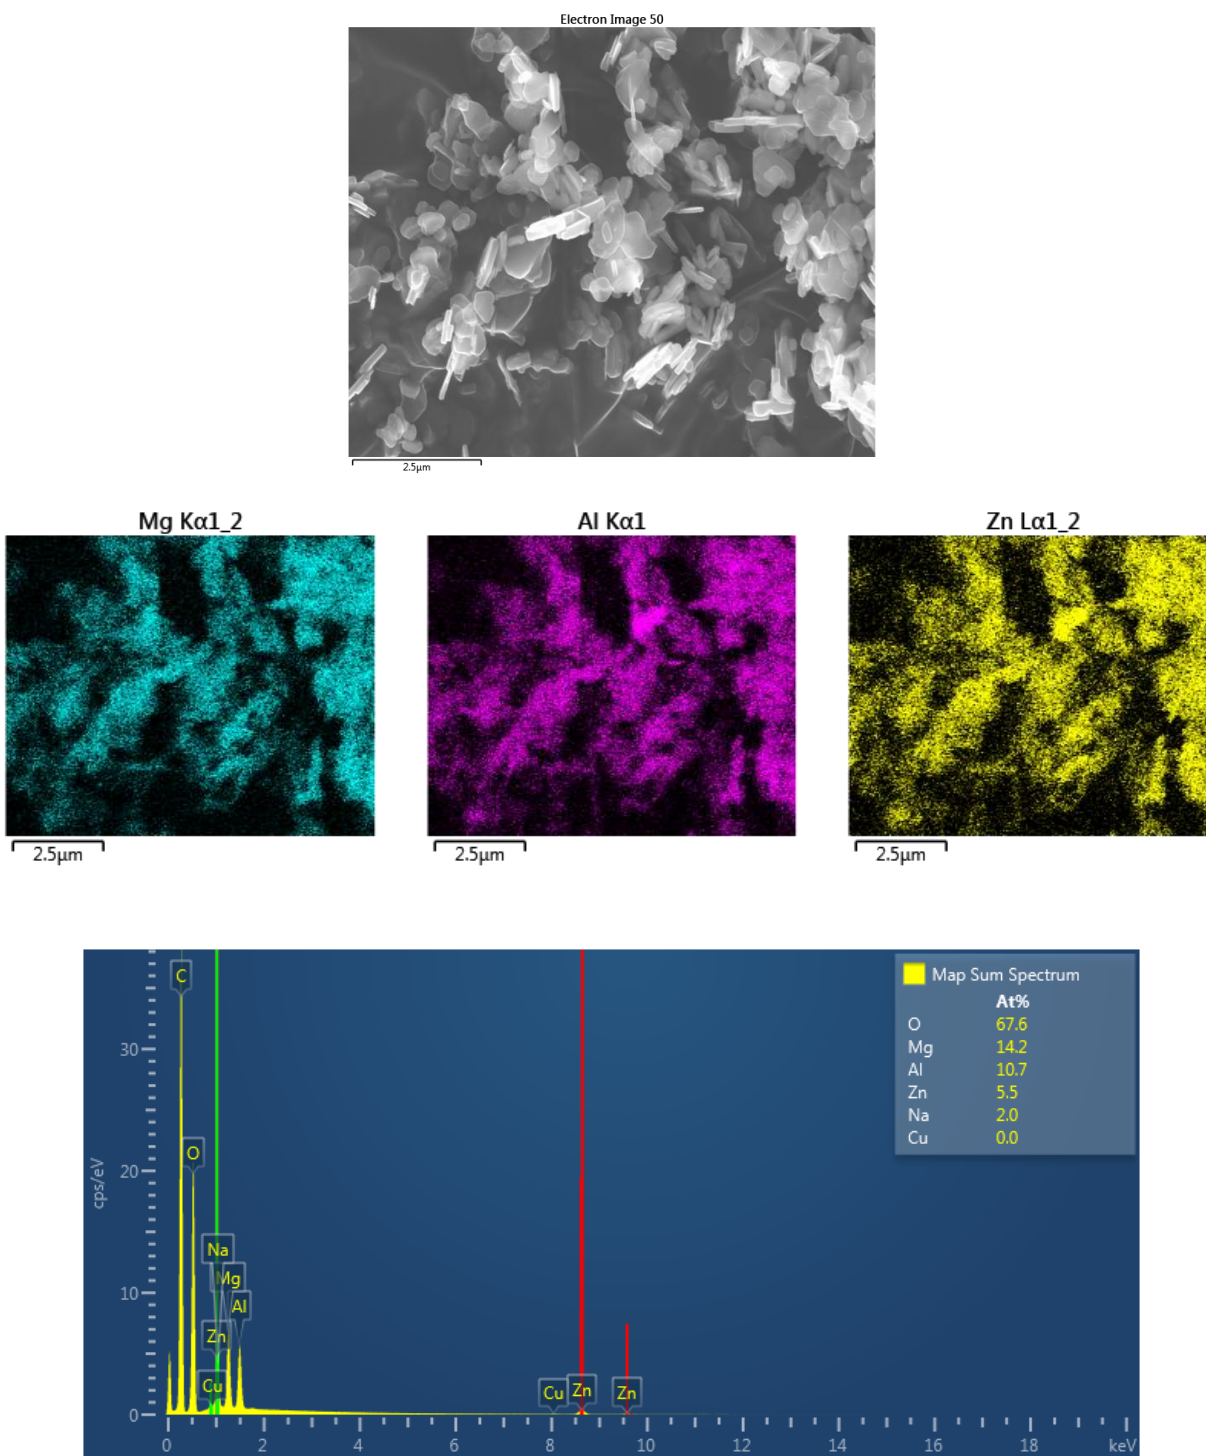 Electron Image 50
2.5μm
Mg Kα1_2
Al Kα1
Zn Lα1_2
2.5μm
2.5μm
2.5μm
Map Sum Spectrum
At%
O 67.6
Mg 14.2
Al 10.7
Zn 5.5
Na 2.0
Cu 0.0
cps/eV
30
20
10
0
C
O
Na
Mg
Al
Zn
Cu
Cu
Zn
Zn
0 2 4 6 8 10 12 14 16 18 keV